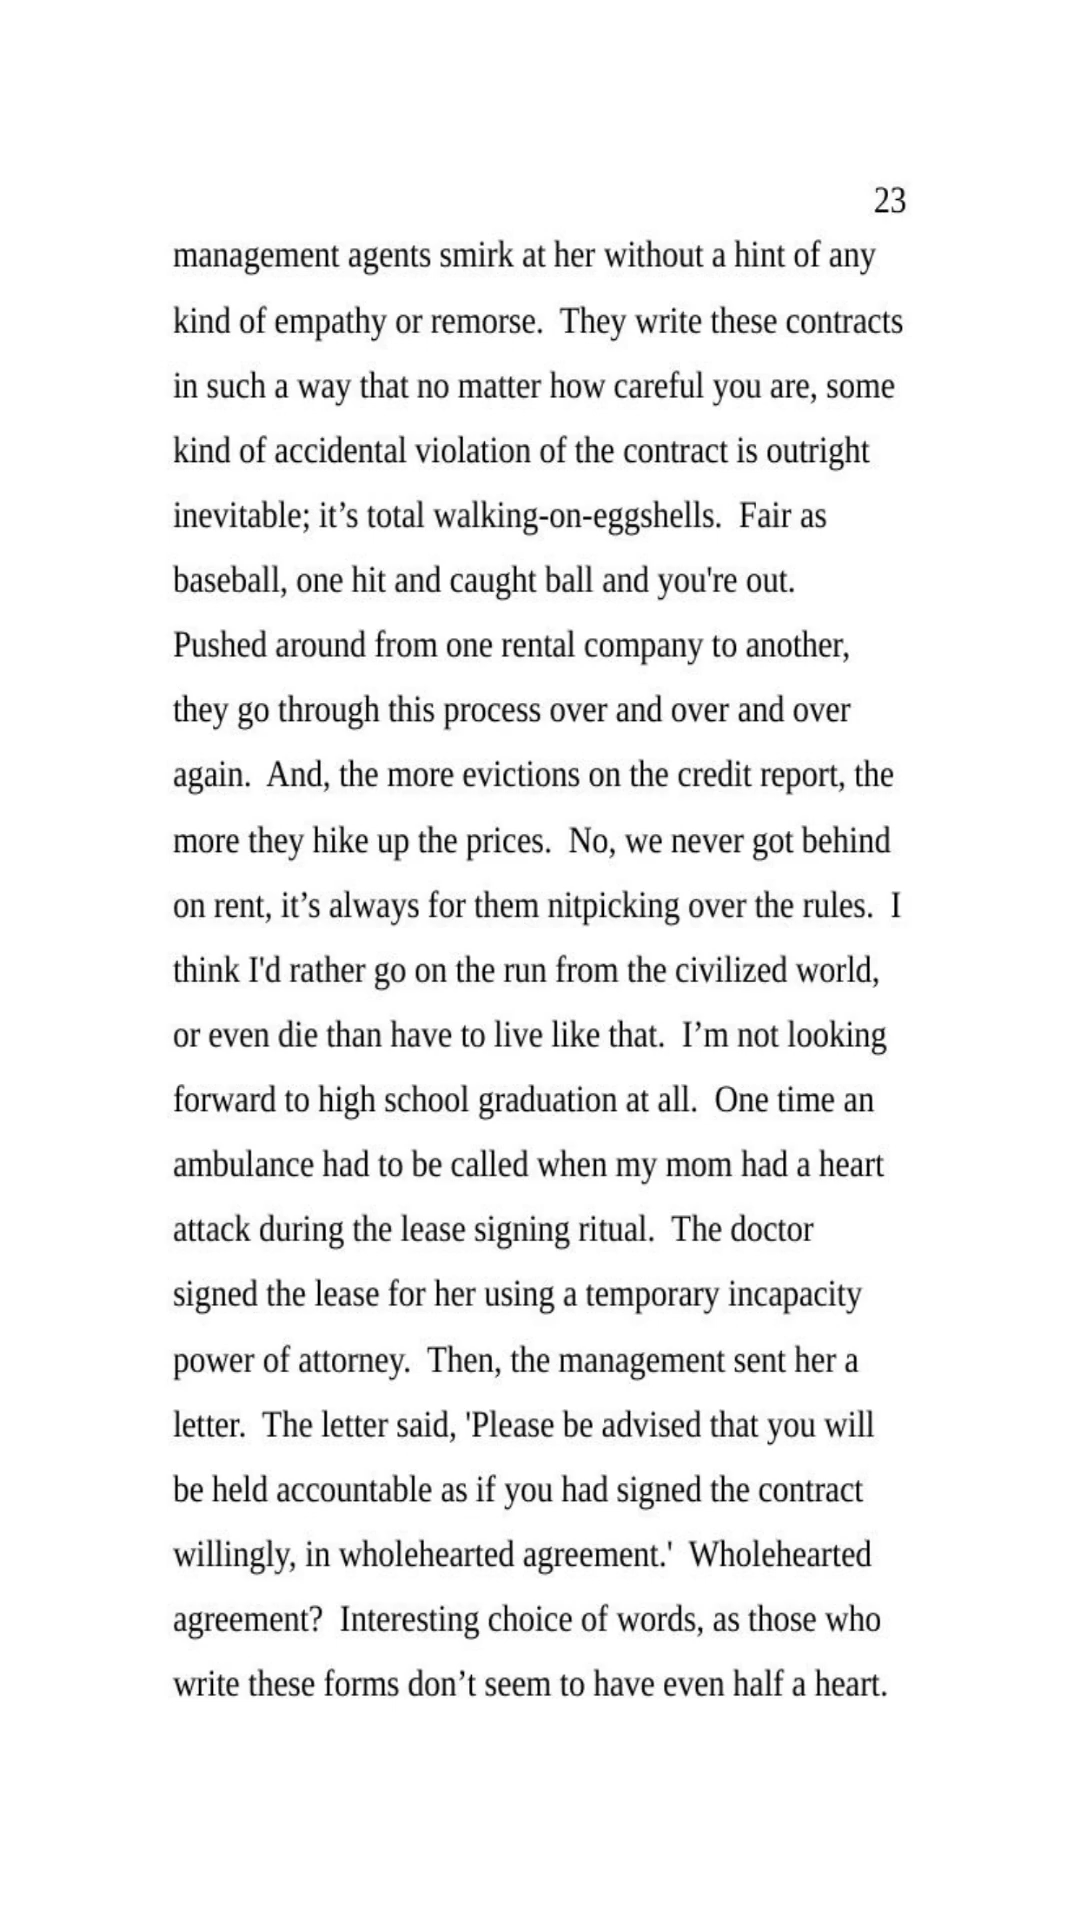 23
management agents smirk at her without a hint of any
kind of empathy or remorse.  They write these contracts
in such a way that no matter how careful you are, some
kind of accidental violation of the contract is outright
inevitable; it’s total walking-on-eggshells.  Fair as
baseball, one hit and caught ball and you're out.
Pushed around from one rental company to another,
they go through this process over and over and over
again.  And, the more evictions on the credit report, the
more they hike up the prices.  No, we never got behind
on rent, it’s always for them nitpicking over the rules.  I
think I'd rather go on the run from the civilized world,
or even die than have to live like that.  I’m not looking
forward to high school graduation at all.  One time an
ambulance had to be called when my mom had a heart
attack during the lease signing ritual.  The doctor
signed the lease for her using a temporary incapacity
power of attorney.  Then, the management sent her a
letter.  The letter said, 'Please be advised that you will
be held accountable as if you had signed the contract
willingly, in wholehearted agreement.'  Wholehearted
agreement?  Interesting choice of words, as those who
write these forms don’t seem to have even half a heart.